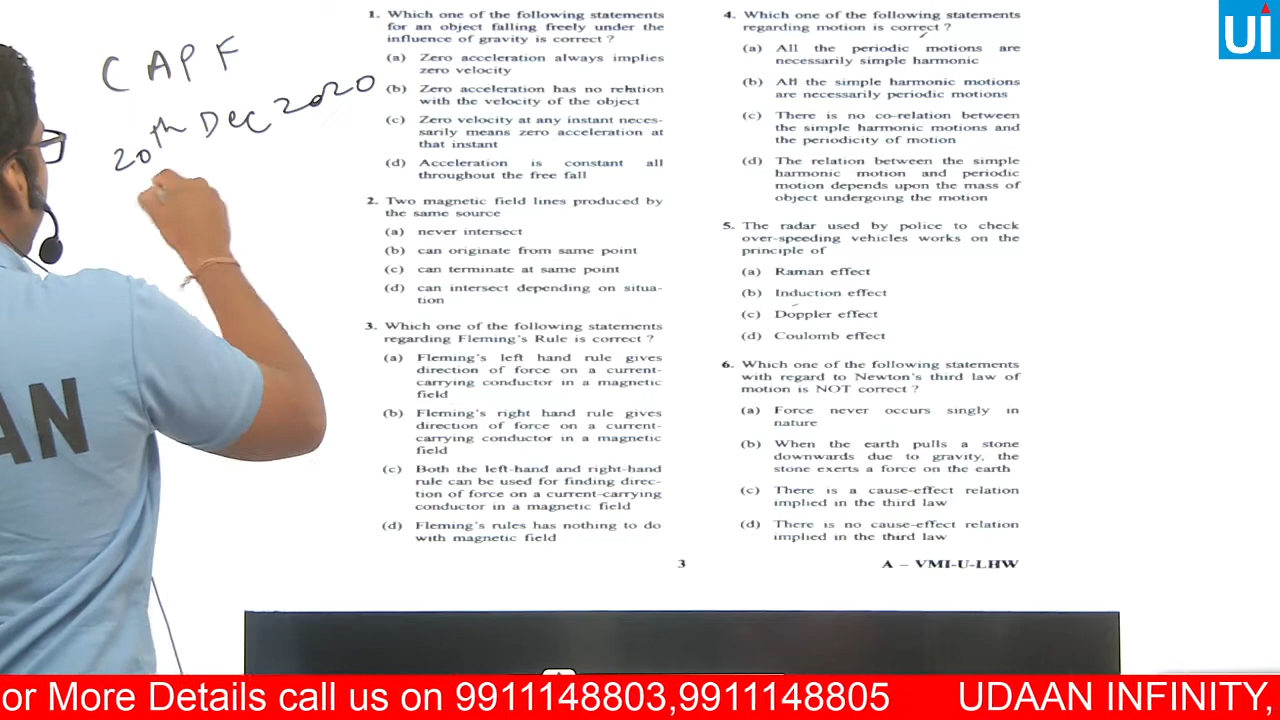 CAPF
20th Dec 2020
1. Which one of the following statements
for an object falling freely under the
influence of gravity is correct ?
(a) Zero acceleration always implies
zero velocity
(b) Zero acceleration has no relation
with the velocity of the object
(c) Zero velocity at any instant neces-
sarily means zero acceleration at
that instant
(d) Acceleration is constant all
throughout the free fall
2. Two magnetic field lines produced by
the same source
(a) never intersect
(b) can originate from same point
(c) can terminate at same point
(d) can intersect depending on situa-
tion
3. Which one of the following statements
regarding Fleming's Rule is correct ?
(a) Fleming's left hand rule gives
direction of force on a current-
carrying conductor in a magnetic
field
(b) Fleming's right hand rule gives
direction of force on a current-
carrying conductor in a magnetic
field
(c) Both the left-hand and right-hand
rule can be used for finding direc-
tion of force on a current-carrying
conductor in a magnetic field
(d) Fleming's rules has nothing to do
with magnetic field
4. Which one of the following statements
regarding motion is correct ?
(a) All the periodic motions are
necessarily simple harmonic
(b) All the simple harmonic motions
are necessarily periodic motions
(c) There is no co-relation between
the simple harmonic motions and
the periodicity of motion
(d) The relation between the simple
harmonic motion and periodic
motion depends upon the mass of
object undergoing the motion
5. The radar used by police to check
over-speeding vehicles works on the
principle of
(a) Raman effect
(b) Induction effect
(c) Doppler effect
(d) Coulomb effect
6. Which one of the following statements
with regard to Newton's third law of
motion is NOT correct ?
(a) Force never occurs singly in
nature
(b) When the earth pulls a stone
downwards due to gravity, the
stone exerts a force on the earth
(c) There is a cause-effect relation
implied in the third law
(d) There is no cause-effect relation
implied in the third law
3
A – VMI-U-LHW
UI
AN
or More Details call us on 9911148803,9911148805 UDAAN INFINITY,